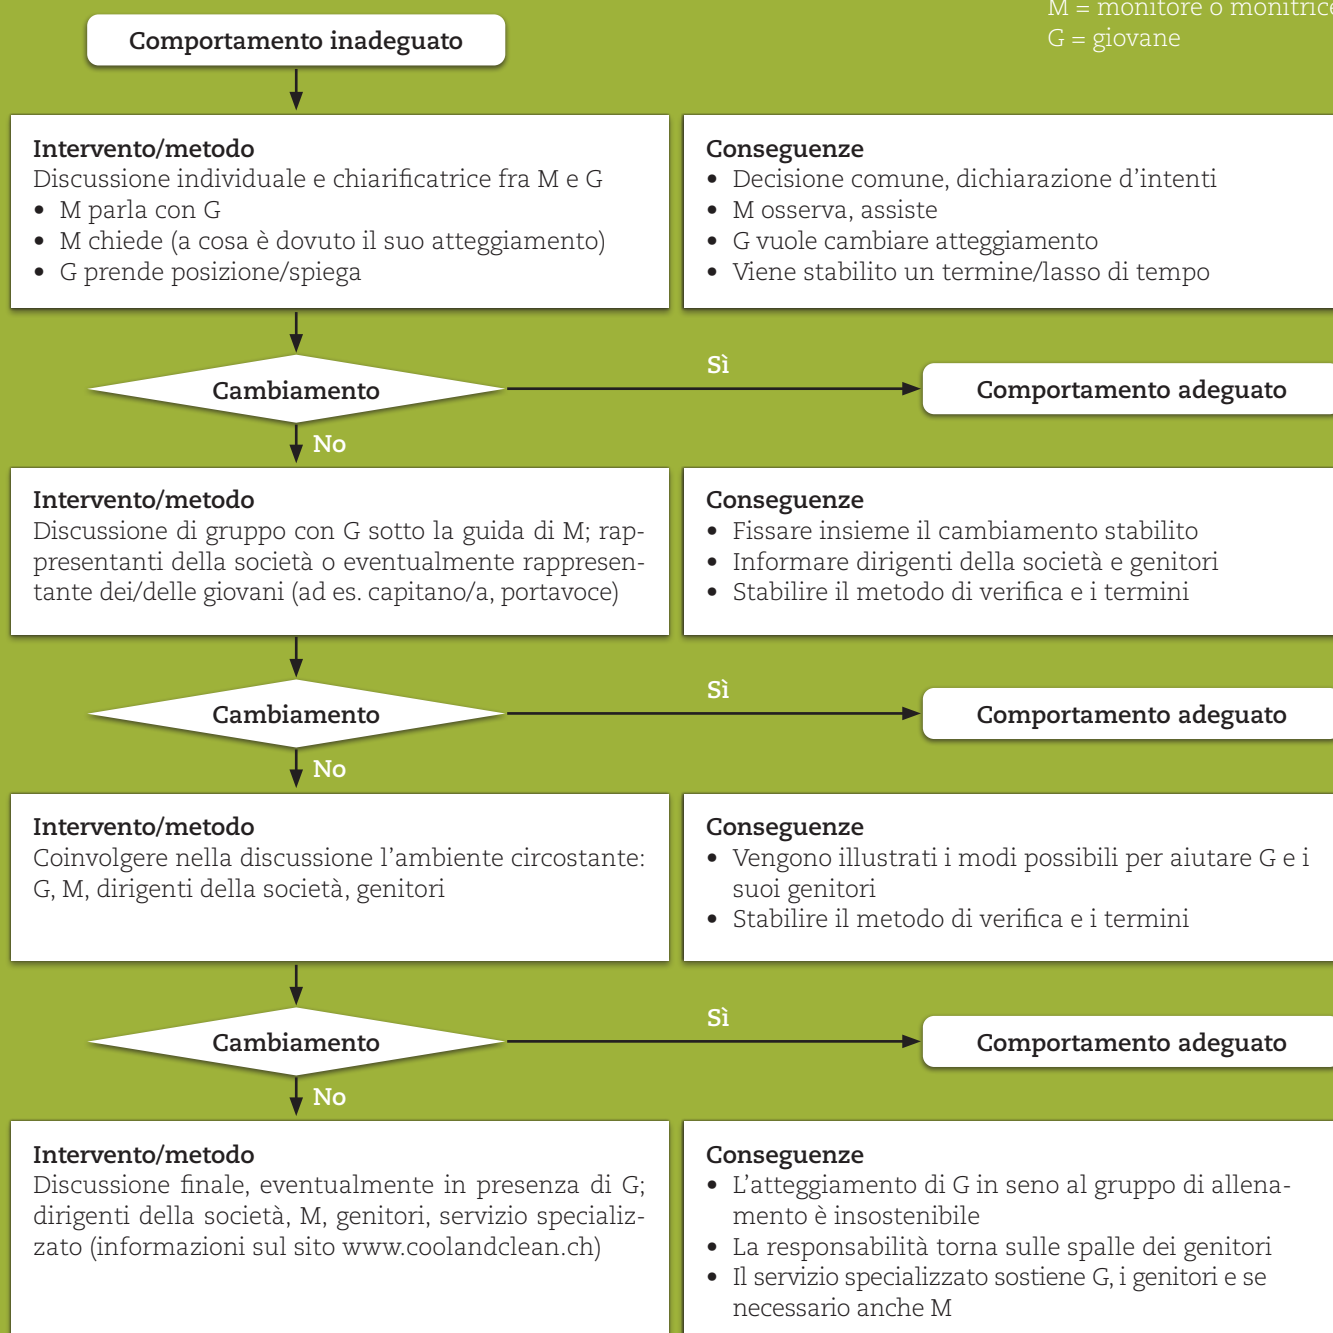 M = monitore o monitrice
G = giovane
Comportamento inadeguato
Intervento/metodo
Discussione individuale e chiarificatrice fra M e G
• M parla con G
• M chiede (a cosa è dovuto il suo atteggiamento)
• G prende posizione/spiega
Conseguenze
• Decisione comune, dichiarazione d'intenti
• M osserva, assiste
• G vuole cambiare atteggiamento
• Viene stabilito un termine/lasso di tempo
Cambiamento
Sì
Comportamento adeguato
No
Intervento/metodo
Discussione di gruppo con G sotto la guida di M; rap-
presentanti della società o eventualmente rappresen-
tante dei/delle giovani (ad es. capitano/a, portavoce)
Conseguenze
• Fissare insieme il cambiamento stabilito
• Informare dirigenti della società e genitori
• Stabilire il metodo di verifica e i termini
Cambiamento
Sì
Comportamento adeguato
No
Intervento/metodo
Coinvolgere nella discussione l'ambiente circostante:
G, M, dirigenti della società, genitori
Conseguenze
• Vengono illustrati i modi possibili per aiutare G e i
suoi genitori
• Stabilire il metodo di verifica e i termini
Cambiamento
Sì
Comportamento adeguato
No
Intervento/metodo
Discussione finale, eventualmente in presenza di G;
dirigenti della società, M, genitori, servizio specializ-
zato (informazioni sul sito www.coolandclean.ch)
Conseguenze
• L'atteggiamento di G in seno al gruppo di allena-
mento è insostenibile
• La responsabilità torna sulle spalle dei genitori
• Il servizio specializzato sostiene G, i genitori e se
necessario anche M